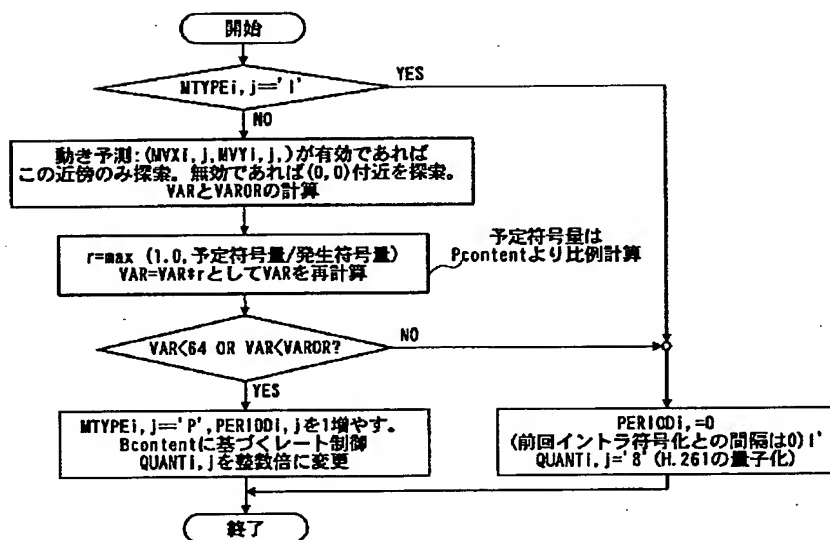 開始
MTYPEi,j=='I'
YES
NO
動き予測:(MVXi,j,MVYi,j,)が有効であれば
この近傍のみ探索。無効であれば(0,0)付近を探索。
VARとVARORの計算
r=max (1.0,予定符号量/発生符号量)
VAR=VAR*rとしてVARを再計算
予定符号量は
Pcontentより比例計算
VAR<64 OR VAR<VAROR?
NO
YES
MTYPEi,j=='P',PERIODi,jを1増やす。
Bcontentに基づくレート制御
QUANTi,jを整数倍に変更
PERIODi,=0
(前回イントラ符号化との間隔は0)I'
QUANTi,j='8'(H.261の量子化)
終了